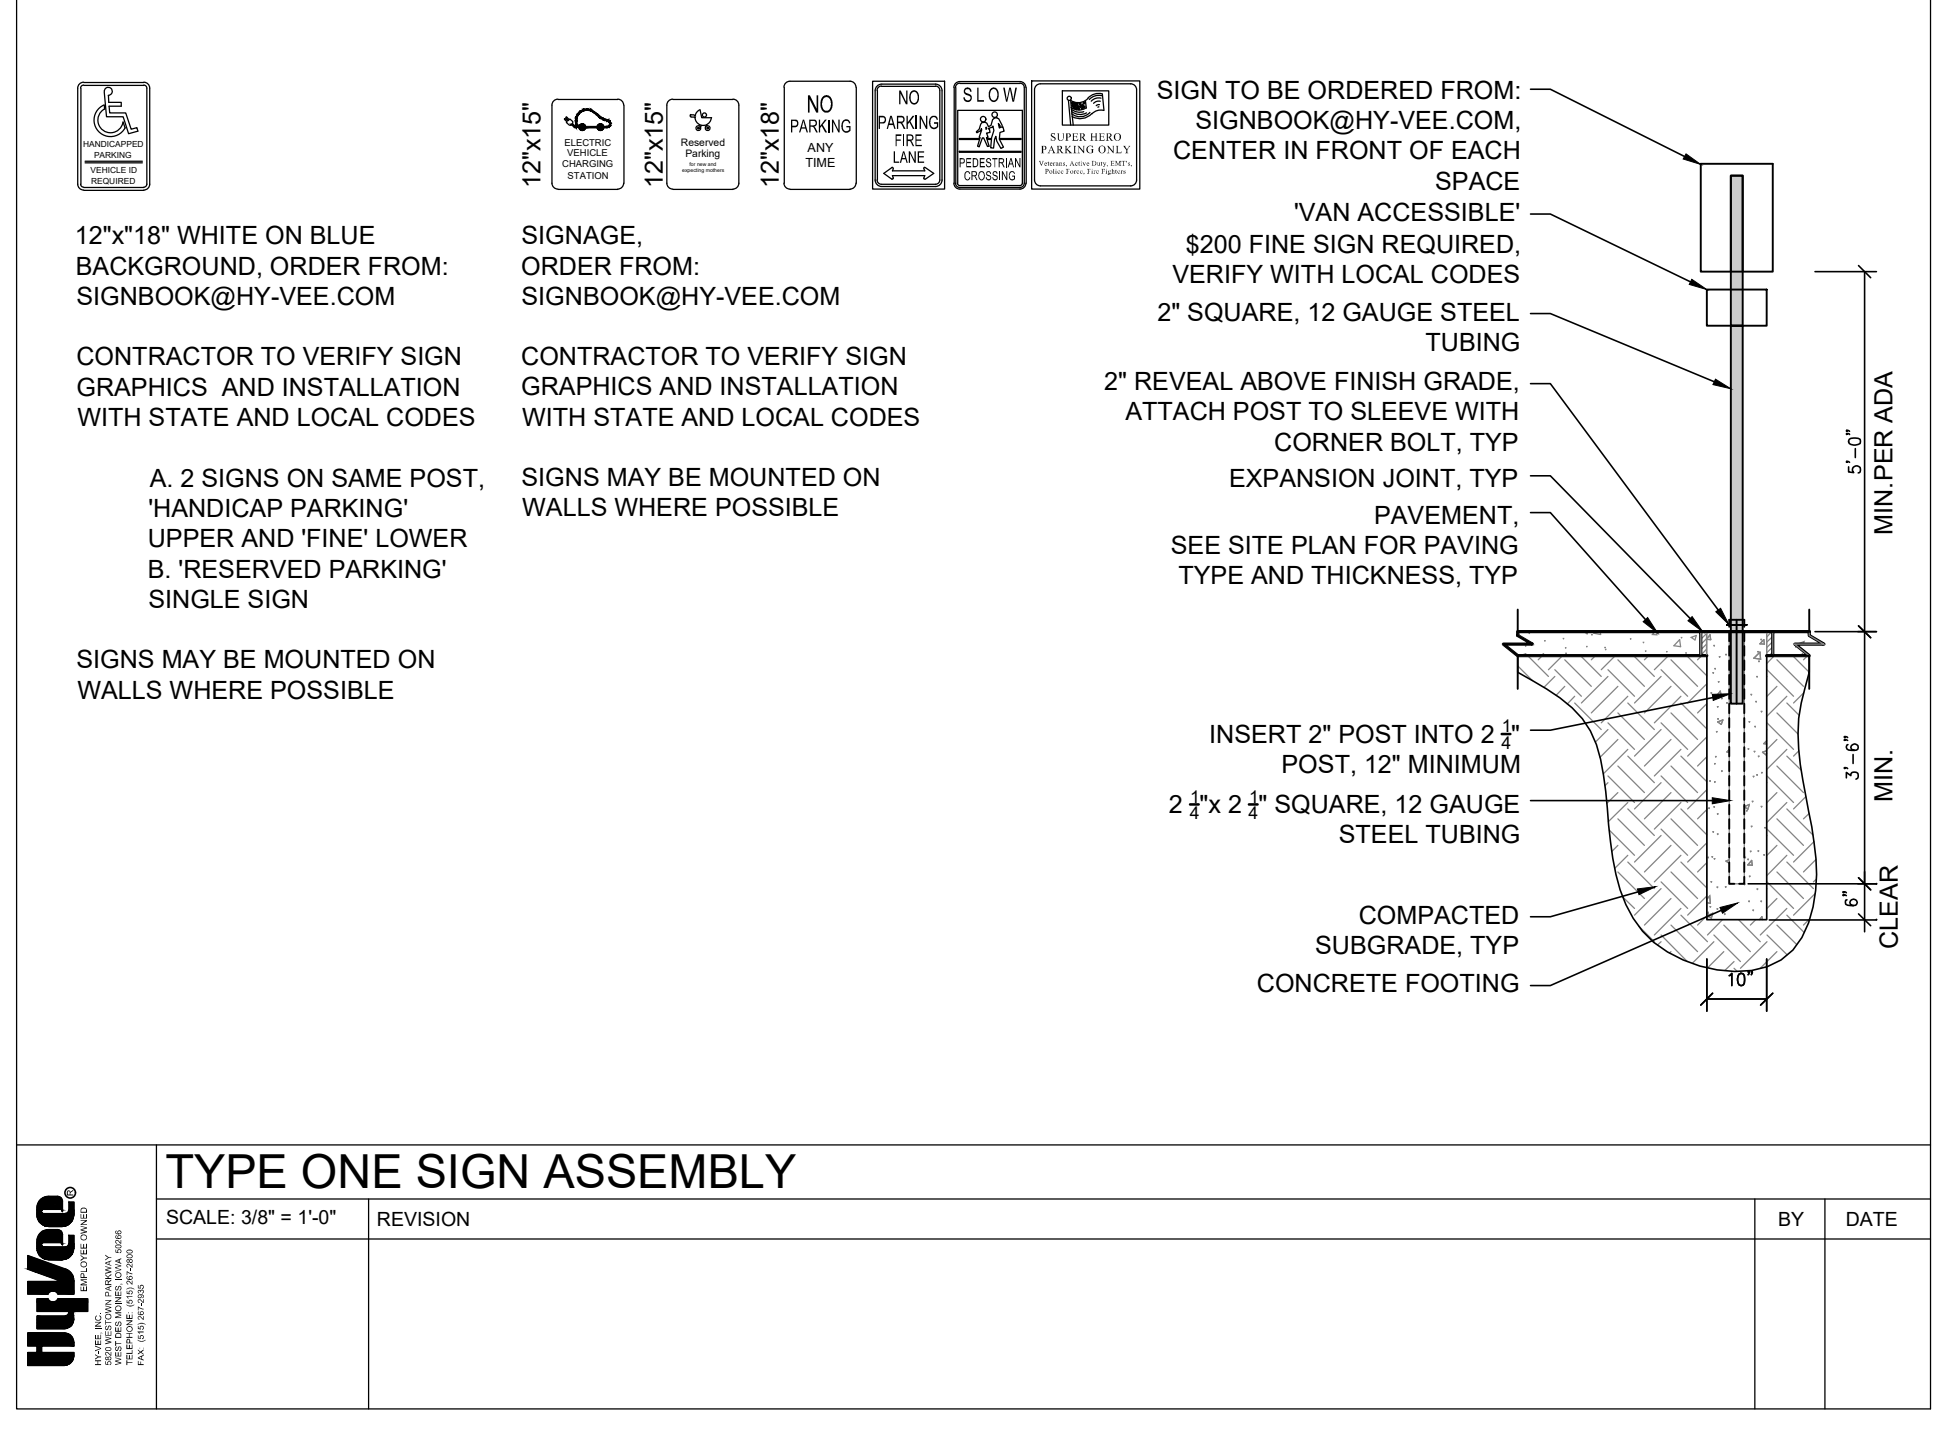 HANDICAPPED
PARKING
VEHICLE ID
REQUIRED
12"x"18" WHITE ON BLUE
BACKGROUND, ORDER FROM:
SIGNBOOK@HY-VEE.COM
CONTRACTOR TO VERIFY SIGN
GRAPHICS  AND INSTALLATION
WITH STATE AND LOCAL CODES
A. 2 SIGNS ON SAME POST,
'HANDICAP PARKING'
UPPER AND 'FINE' LOWER
B. 'RESERVED PARKING'
SINGLE SIGN
SIGNS MAY BE MOUNTED ON
WALLS WHERE POSSIBLE
12"x15"
ELECTRIC
VEHICLE
CHARGING
STATION
12"x15"
Reserved
Parking
for new and
expecting mothers
12"x18"
NO
PARKING
ANY
TIME
NO
PARKING
FIRE
LANE
SLOW
PEDESTRIAN
CROSSING
SUPER HERO
PARKING ONLY
Veterans, Active Duty, EMT's,
Police Force, Fire Fighters
SIGNAGE,
ORDER FROM:
SIGNBOOK@HY-VEE.COM
CONTRACTOR TO VERIFY SIGN
GRAPHICS AND INSTALLATION
WITH STATE AND LOCAL CODES
SIGNS MAY BE MOUNTED ON
WALLS WHERE POSSIBLE
SIGN TO BE ORDERED FROM:
SIGNBOOK@HY-VEE.COM,
CENTER IN FRONT OF EACH
SPACE
'VAN ACCESSIBLE'
$200 FINE SIGN REQUIRED,
VERIFY WITH LOCAL CODES
2" SQUARE, 12 GAUGE STEEL
TUBING
2" REVEAL ABOVE FINISH GRADE,
ATTACH POST TO SLEEVE WITH
CORNER BOLT, TYP
EXPANSION JOINT, TYP
PAVEMENT,
SEE SITE PLAN FOR PAVING
TYPE AND THICKNESS, TYP
INSERT 2" POST INTO 2 1/4"
POST, 12" MINIMUM
2 1/4"x 2 1/4" SQUARE, 12 GAUGE
STEEL TUBING
COMPACTED
SUBGRADE, TYP
CONCRETE FOOTING
5'-0"
MIN.PER ADA
3'-6"
MIN.
6"
CLEAR
10"
Hy-Vee®
EMPLOYEE OWNED
HY-VEE, INC.
5820 WESTOWN PARKWAY
WEST DES MOINES, IOWA  50266
TELEPHONE:  (515) 267-2800
FAX:  (515) 267-2935
TYPE ONE SIGN ASSEMBLY
SCALE: 3/8" = 1'-0"
REVISION
BY
DATE